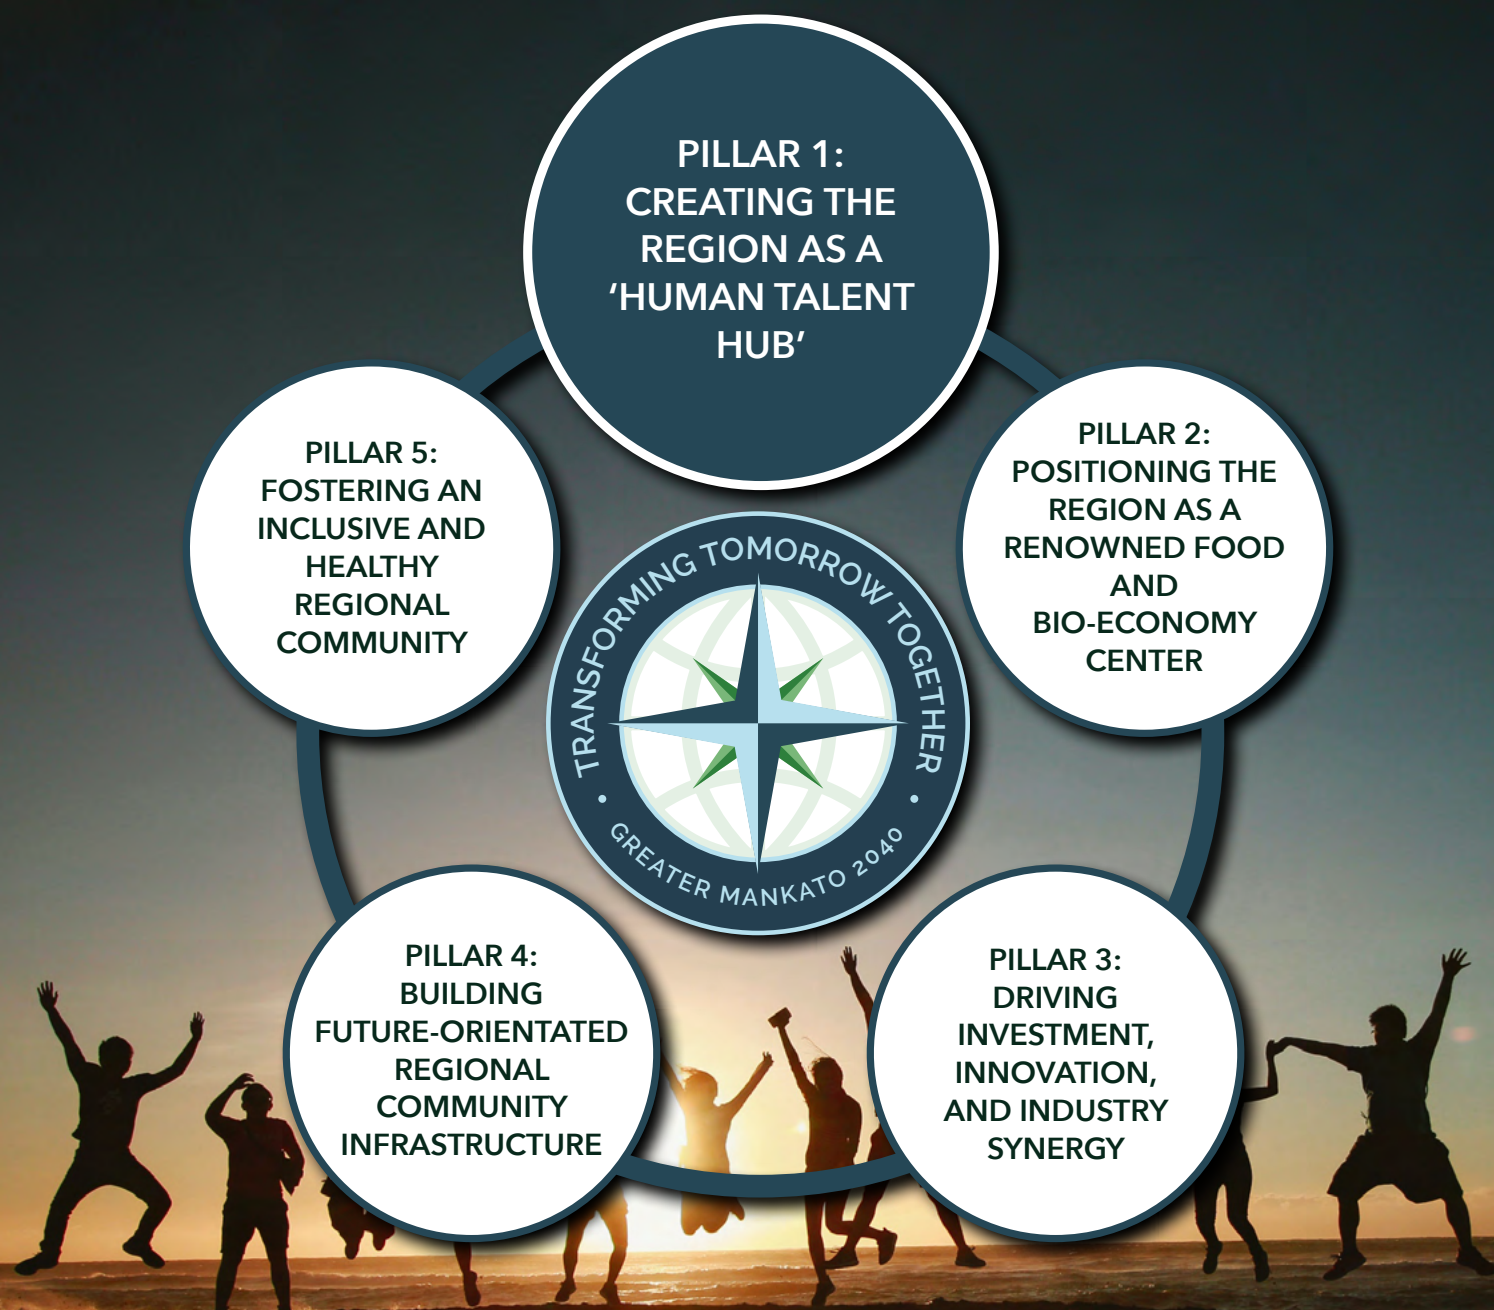 PILLAR 1:
CREATING THE
REGION AS A
‘HUMAN TALENT
HUB’
PILLAR 2:
POSITIONING THE
REGION AS A
RENOWNED FOOD
AND
BIO-ECONOMY
CENTER
PILLAR 3:
DRIVING
INVESTMENT,
INNOVATION,
AND INDUSTRY
SYNERGY
PILLAR 4:
BUILDING
FUTURE-ORIENTATED
REGIONAL
COMMUNITY
INFRASTRUCTURE
PILLAR 5:
FOSTERING AN
INCLUSIVE AND
HEALTHY
REGIONAL
COMMUNITY
TRANSFORMING TOMORROW TOGETHER
• GREATER MANKATO 2040 •